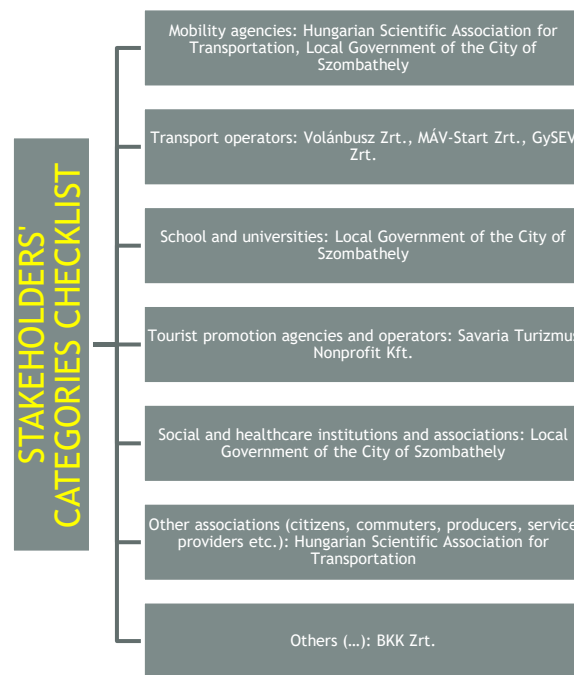 STAKEHOLDERS'
CATEGORIES CHECKLIST
Mobility agencies: Hungarian Scientific Association for
Transportation, Local Government of the City of
Szombathely
Transport operators: Volánbusz Zrt., MÁV-Start Zrt., GySEV
Zrt.
School and universities: Local Government of the City of
Szombathely
Tourist promotion agencies and operators: Savaria Turizmus
Nonprofit Kft.
Social and healthcare institutions and associations: Local
Government of the City of Szombathely
Other associations (citizens, commuters, producers, service
providers etc.): Hungarian Scientific Association for
Transportation
Others (…): BKK Zrt.